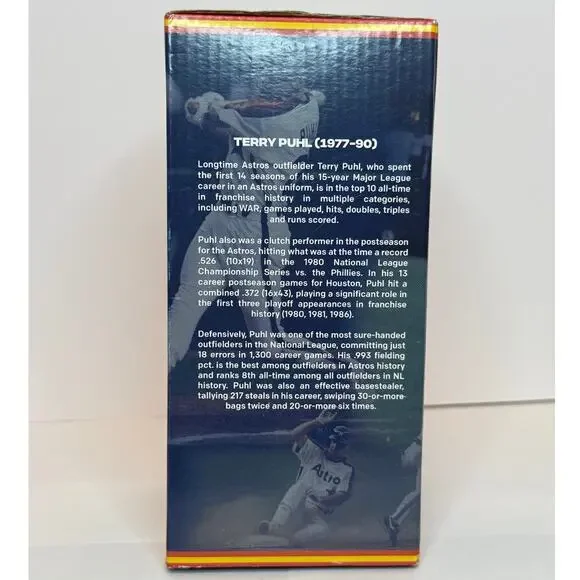 TERRY PUHL (1977-90)
Longtime Astros outfielder Terry Puhl, who spent
the first 14 seasons of his 15-year Major League
career in an Astros uniform, is in the top 10 all-time
in franchise history in multiple categories,
including WAR, games played, hits, doubles, triples
and runs scored.
Puhl also was a clutch performer in the postseason
for the Astros, hitting what was at the time a record
.526 (10x19) in the 1980 National League
Championship Series vs. the Phillies. In his 13
career postseason games for Houston, Puhl hit a
combined .372 (16x43), playing a significant role in
the first three playoff appearances in franchise
history (1980, 1981, 1986).
Defensively, Puhl was one of the most sure-handed
outfielders in the National League, committing just
18 errors in 1,300 career games. His .993 fielding
pct. is the best among outfielders in Astros history
and ranks 8th all-time among all outfielders in NL
history. Puhl was also an effective basestealer,
tallying 217 steals in his career, swiping 30-or-more
bags twice and 20-or-more six times.
Astro